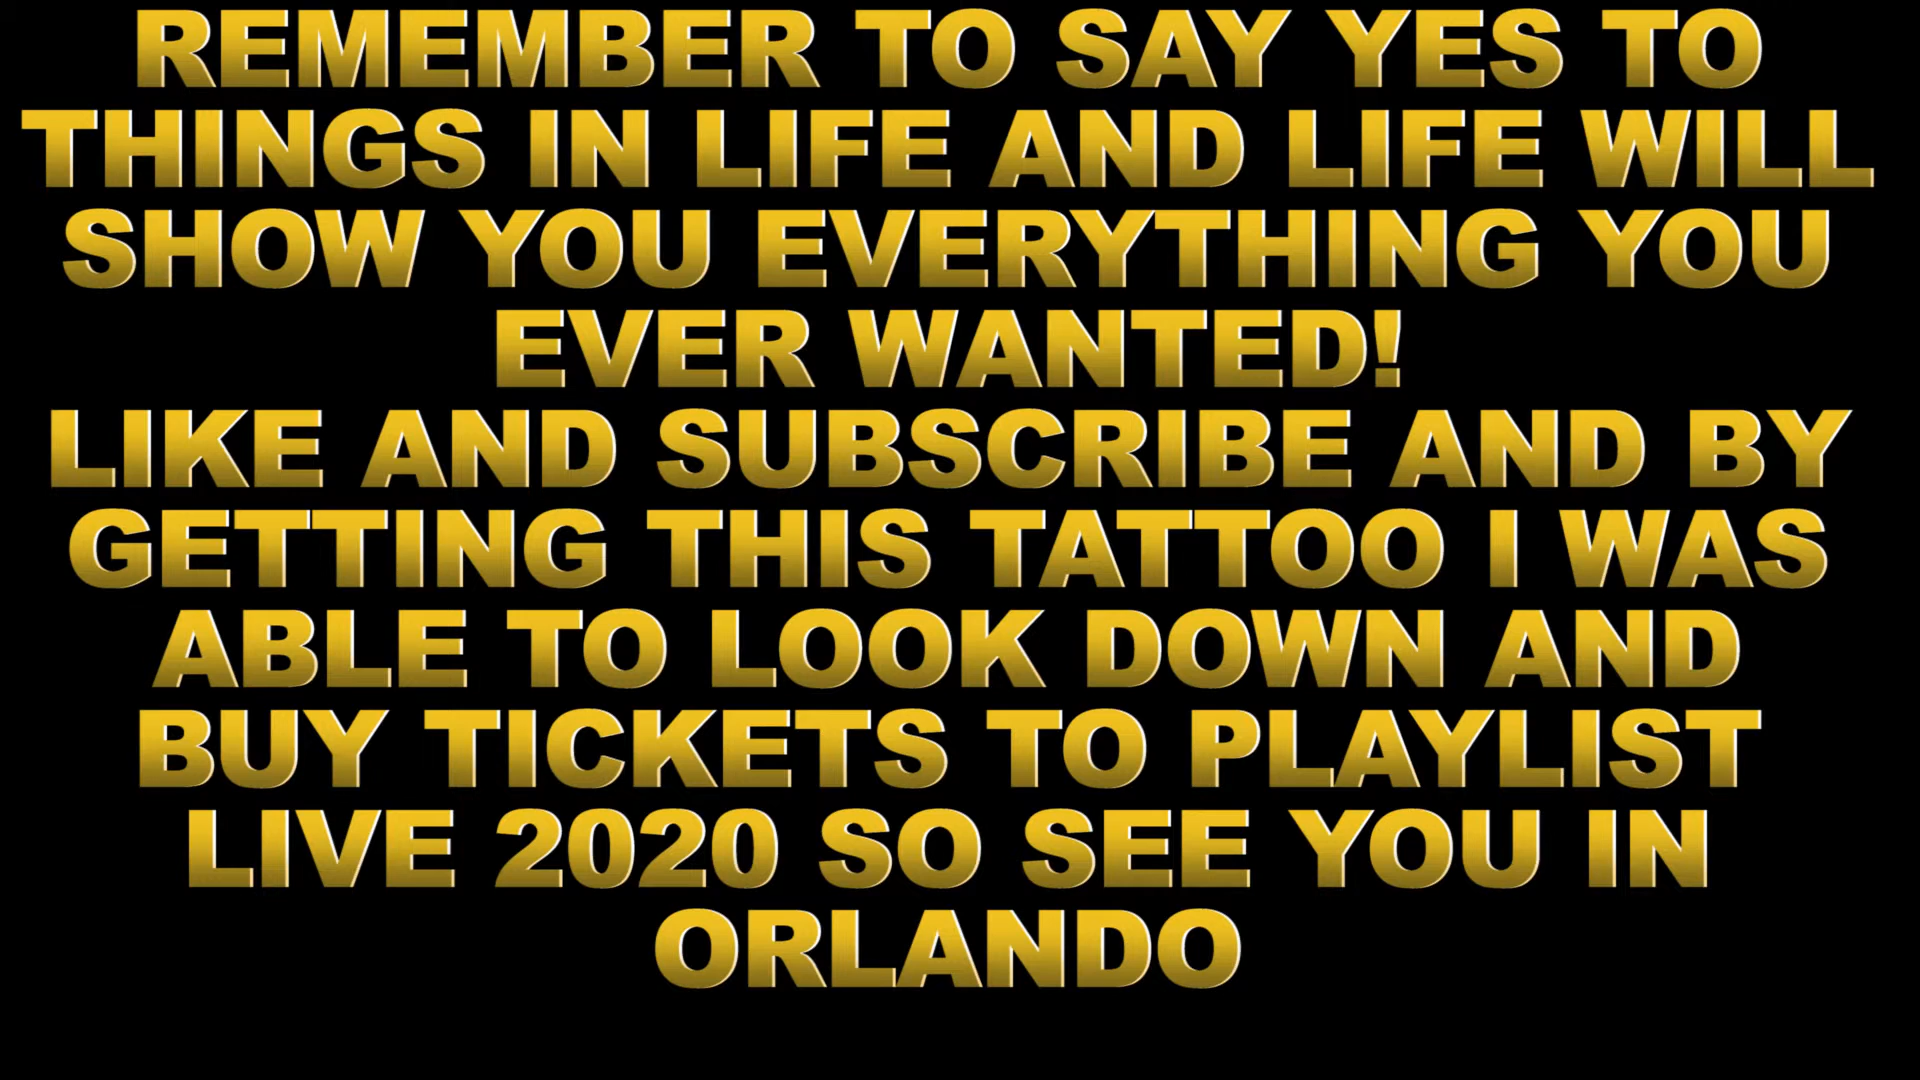 REMEMBER TO SAY YES TO
THINGS IN LIFE AND LIFE WILL
SHOW YOU EVERYTHING YOU
EVER WANTED!
LIKE AND SUBSCRIBE AND BY
GETTING THIS TATTOO I WAS
ABLE TO LOOK DOWN AND
BUY TICKETS TO PLAYLIST
LIVE 2020 SO SEE YOU IN
ORLANDO